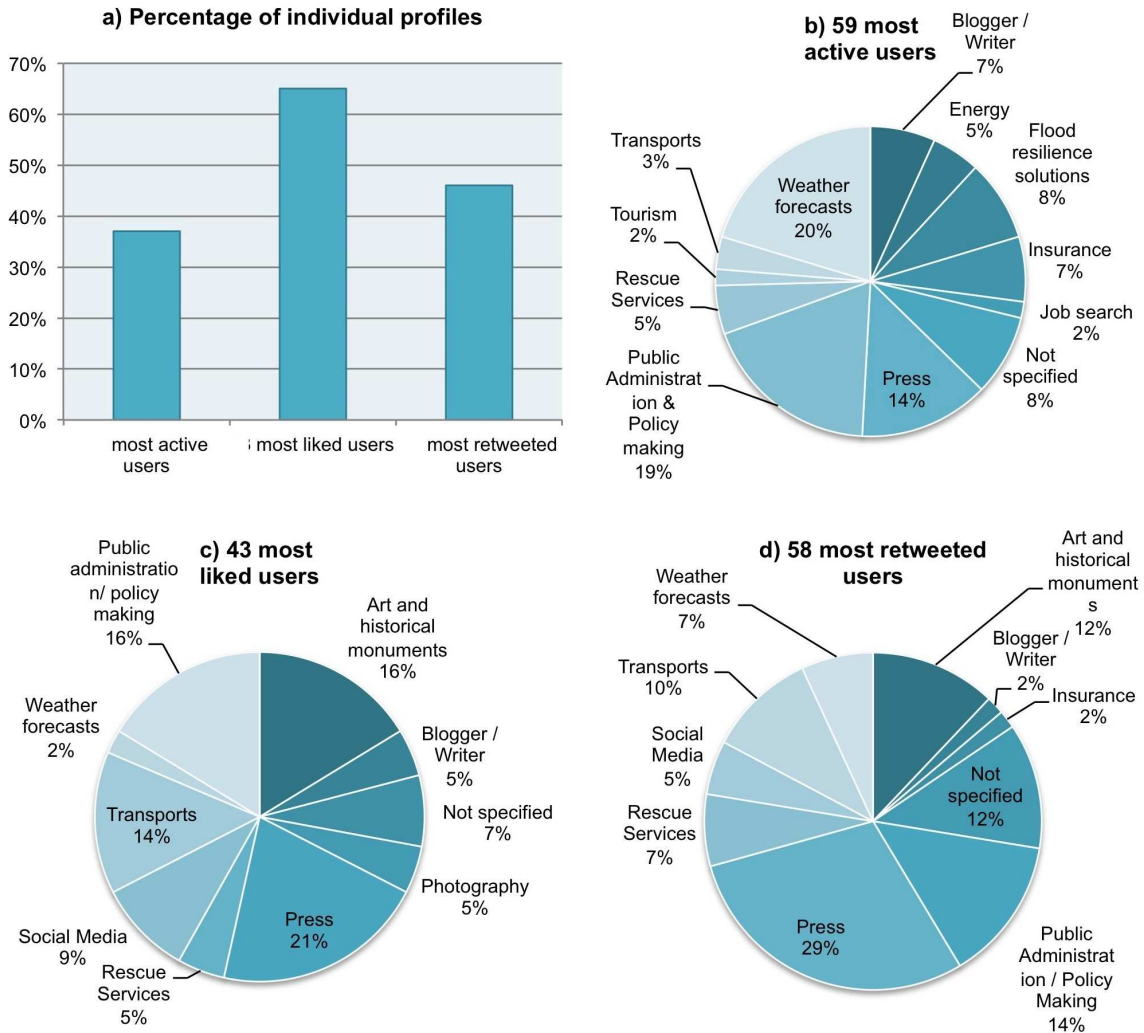 a) Percentage of individual profiles
70%
60%
50%
40%
30%
20%
10%
0%
most active
users
most liked users
most retweeted
users
b) 59 most
active users
Blogger /
Writer
7%
Energy
5%
Flood
resilience
solutions
8%
Insurance
7%
Job search
2%
Not
specified
8%
Press
14%
Public
Administrat
ion &
Policy
making
19%
Rescue
Services
5%
Tourism
2%
Transports
3%
Weather
forecasts
20%
c) 43 most
liked users
Art and
historical
monuments
16%
Blogger /
Writer
5%
Not specified
7%
Photography
5%
Press
21%
Rescue
Services
5%
Social Media
9%
Transports
14%
Weather
forecasts
2%
Public
administratio
n/ policy
making
16%
d) 58 most retweeted
users
Art and
historical
monument
s
12%
Blogger /
Writer
2%
Insurance
2%
Not
specified
12%
Public
Administrat
ion / Policy
Making
14%
Press
29%
Rescue
Services
7%
Social
Media
5%
Transports
10%
Weather
forecasts
7%